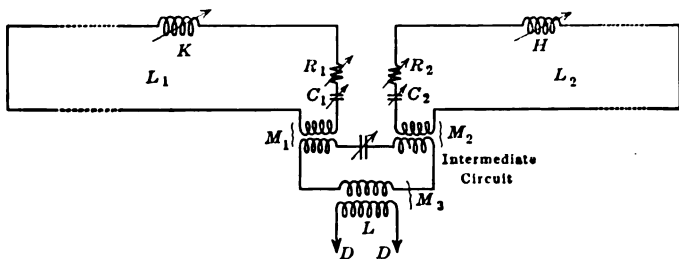 K
H
L1
R1
R2
L2
C1
C2
M1
M2
Intermediate
Circuit
M3
L
D
D